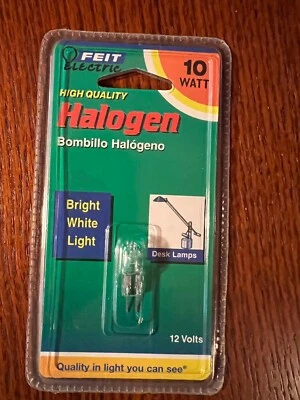 FEIT
electric
10
WATT
HIGH QUALITY
Halogen
Bombillo Halógeno
Bright
White
Light
Desk Lamps
12 Volts
Quality in light you can see®